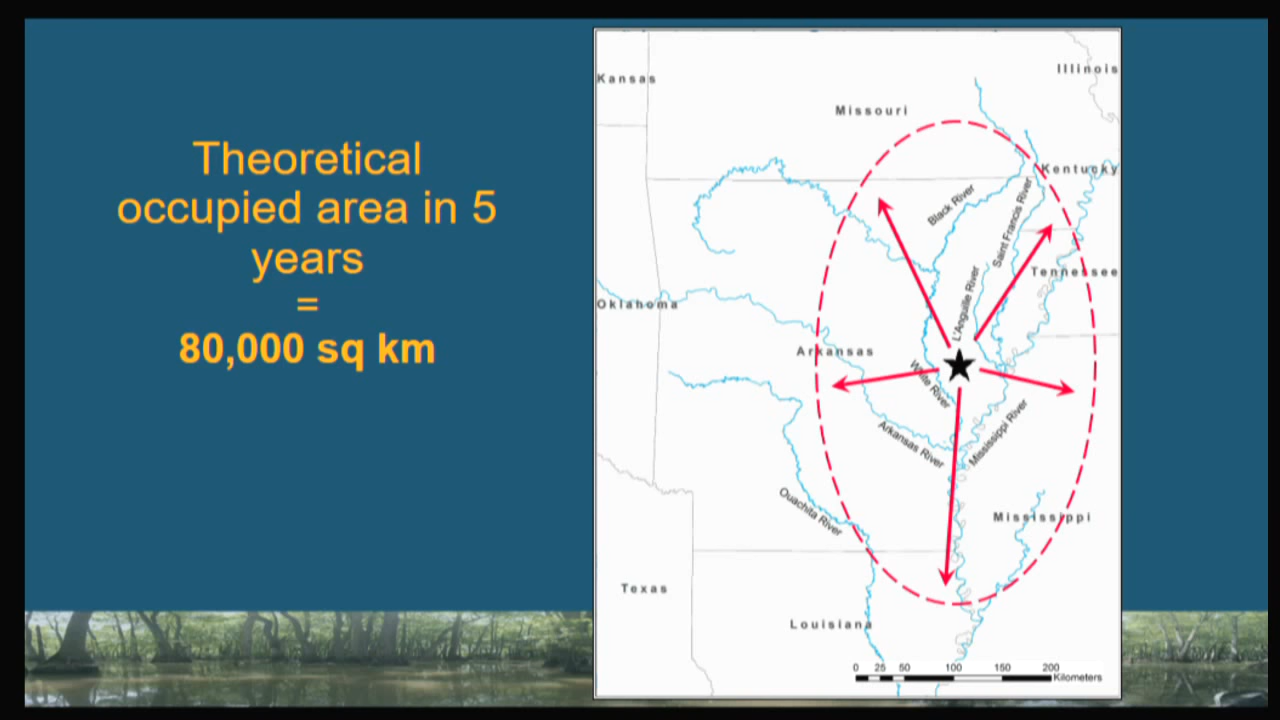 Theoretical
occupied area in 5
years
=
80,000 sq km
Kansas
Illinois
Missouri
Kentucky
Black River
Saint Francis River
Tennessee
L'Anguille River
Oklahoma
Arkansas
White River
Arkansas River
Mississippi River
Ouachita River
Mississippi
Texas
Louisiana
0 25 50 100 150 200
Kilometers